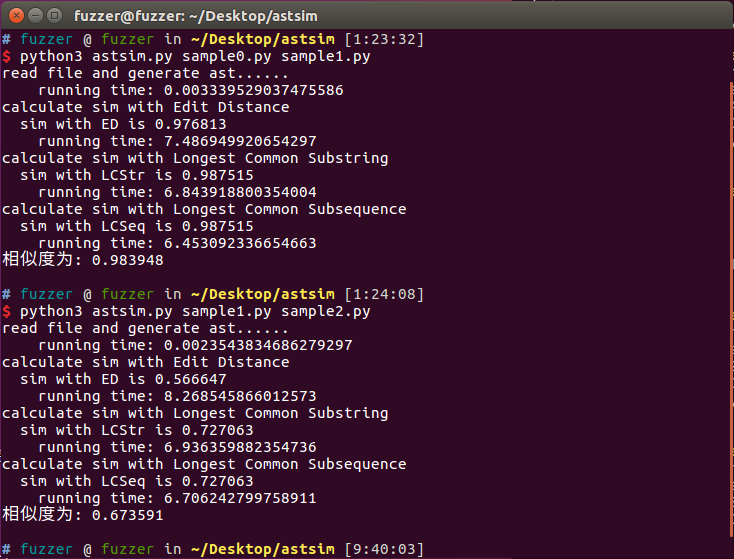 fuzzer@fuzzer: ~/Desktop/astsim
# fuzzer @ fuzzer in ~/Desktop/astsim [1:23:32]
$ python3 astsim.py sample0.py sample1.py
read file and generate ast......
    running time: 0.003339529037475586
calculate sim with Edit Distance
  sim with ED is 0.976813
    running time: 7.486949920654297
calculate sim with Longest Common Substring
  sim with LCStr is 0.987515
    running time: 6.843918800354004
calculate sim with Longest Common Subsequence
  sim with LCSeq is 0.987515
    running time: 6.453092336654663
相似度为: 0.983948
# fuzzer @ fuzzer in ~/Desktop/astsim [1:24:08]
$ python3 astsim.py sample1.py sample2.py
read file and generate ast......
    running time: 0.0023543834686279297
calculate sim with Edit Distance
  sim with ED is 0.566647
    running time: 8.268545866012573
calculate sim with Longest Common Substring
  sim with LCStr is 0.727063
    running time: 6.936359882354736
calculate sim with Longest Common Subsequence
  sim with LCSeq is 0.727063
    running time: 6.706242799758911
相似度为: 0.673591
# fuzzer @ fuzzer in ~/Desktop/astsim [9:40:03]